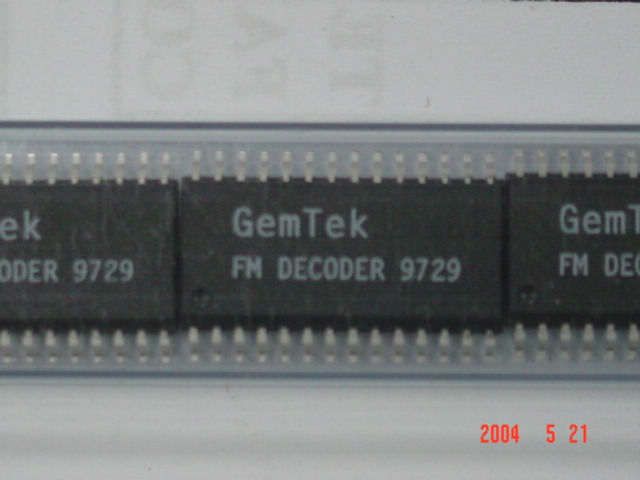 ek
ODER 9729
GemTek
FM DECODER 9729
GemT
FM DEC
2004 5 21